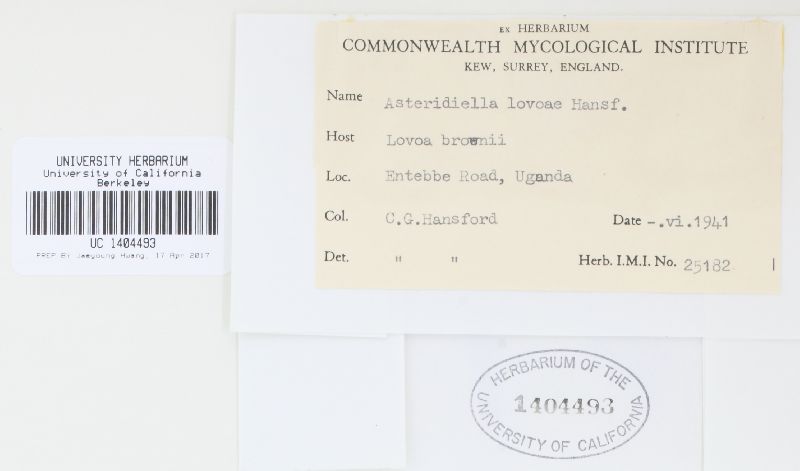 UNIVERSITY HERBARIUM
University of California
Berkeley
UC 1404493
PREP BY Jaeyoung Hwang, 17 Apr 2017
EX HERBARIUM
COMMONWEALTH MYCOLOGICAL INSTITUTE
KEW, SURREY, ENGLAND.
Name Asteridiella lovoae Hansf.
Host Lovoa brownii
Loc. Entebbe Road, Uganda
Col. C.G.Hansford Date -.vi.1941
Det. " " Herb. I.M.I. No. 25182
HERBARIUM OF THE
1404493
UNIVERSITY OF CALIFORNIA